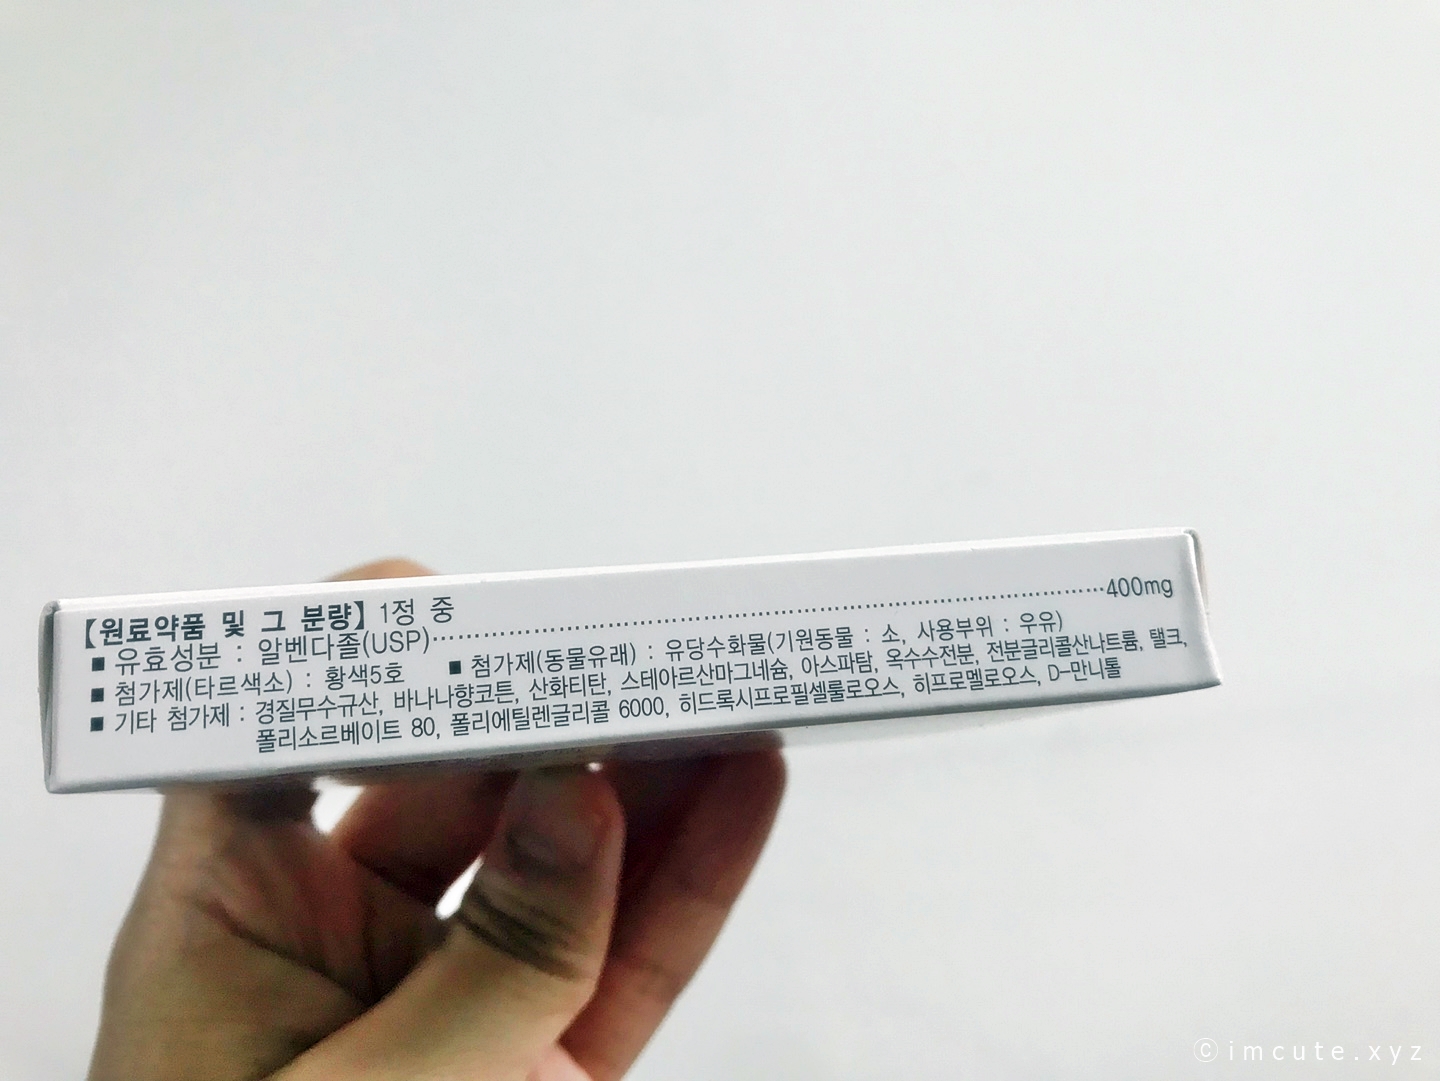 【원료약품 및 그 분량】 1정 중
■ 유효성분 : 알벤다졸(USP)⋯⋯⋯⋯⋯⋯⋯⋯⋯⋯⋯⋯⋯⋯⋯⋯400mg
■ 첨가제(타르색소) : 황색5호 ■ 첨가제(동물유래) : 유당수화물(기원동물 : 소, 사용부위 : 우유)
■ 기타 첨가제 : 경질무수규산, 바나나향코튼, 산화티탄, 스테아르산마그네슘, 아스파탐, 옥수수전분, 전분글리콜산나트륨, 탤크,
폴리소르베이트 80, 폴리에틸렌글리콜 6000, 히드록시프로필셀룰로오스, 히프로멜로오스, D-만니톨
ⓒimcute.xyz